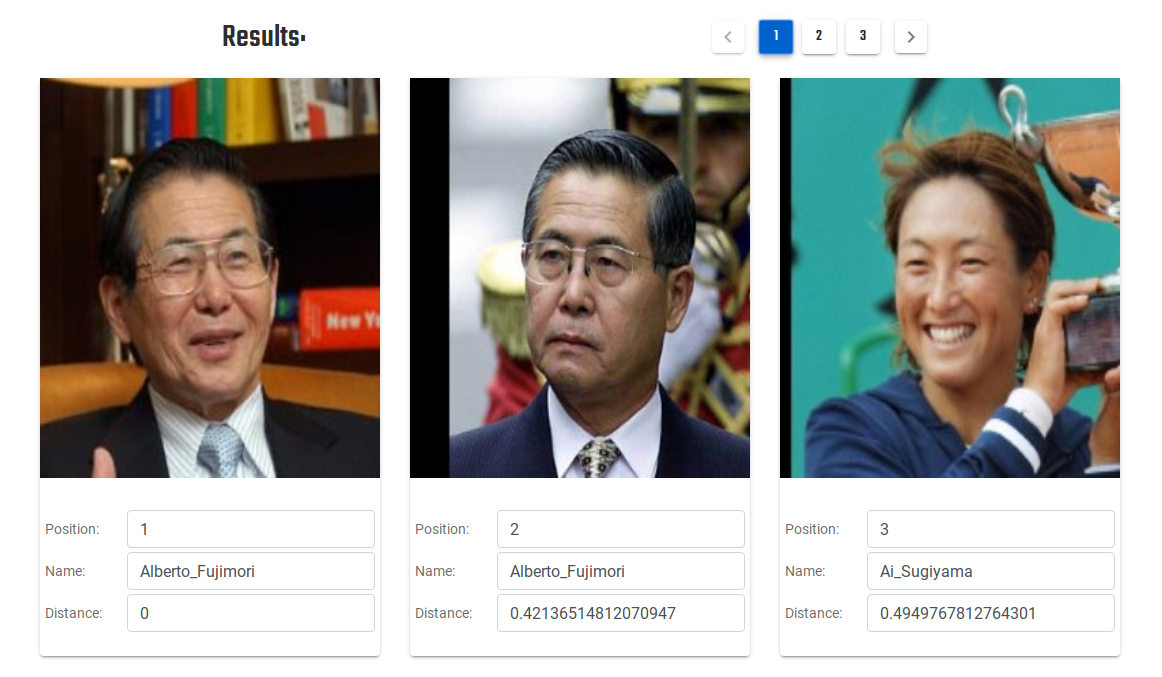 Results:
1 2 3
New Yo
Position: 1
Name: Alberto_Fujimori
Distance: 0
Position: 2
Name: Alberto_Fujimori
Distance: 0.42136514812070947
Position: 3
Name: Ai_Sugiyama
Distance: 0.4949767812764301